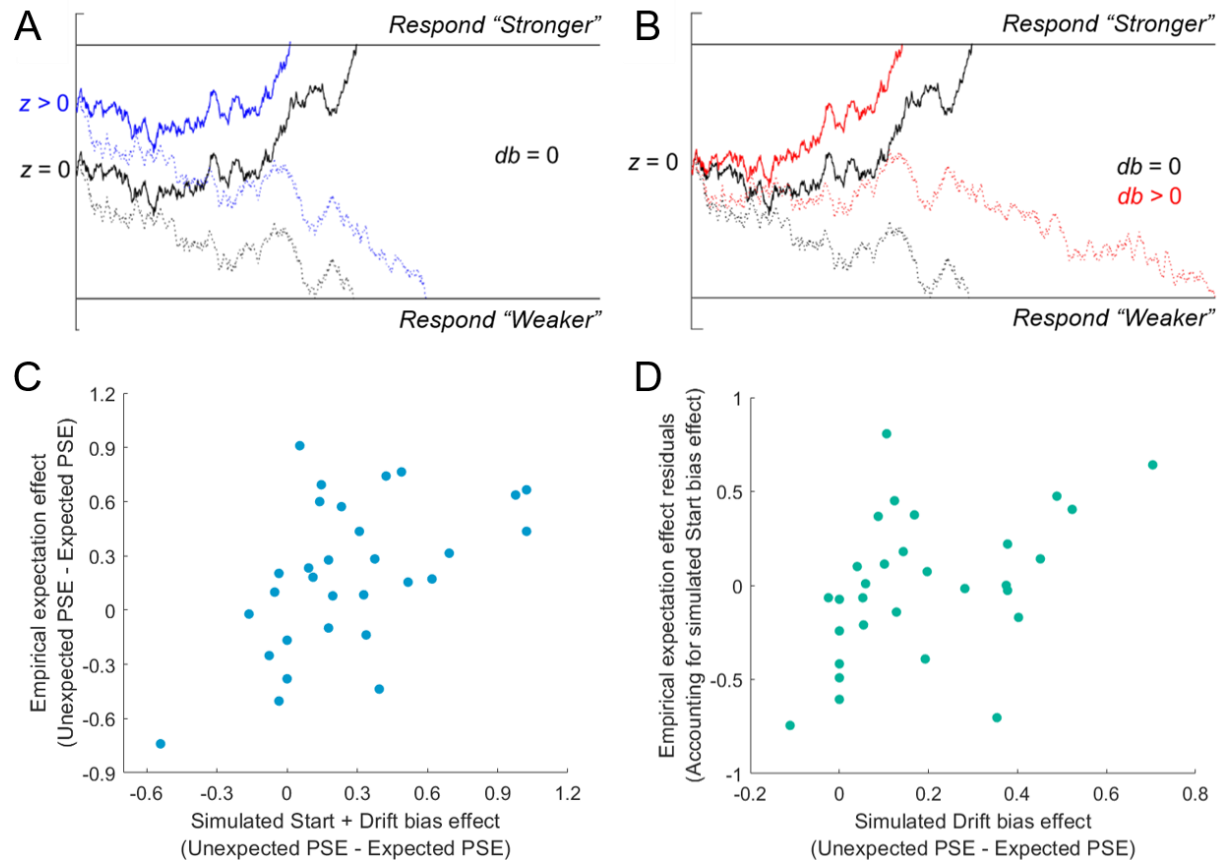 A
Respond “Stronger”
z > 0
z = 0
db = 0
Respond “Weaker”
B
Respond “Stronger”
z = 0
db = 0
db > 0
Respond “Weaker”
C
Empirical expectation effect
(Unexpected PSE - Expected PSE)
1.2
0.9
0.6
0.3
0
-0.3
-0.6
-0.9
-0.6 -0.3 0 0.3 0.6 0.9 1.2
Simulated Start + Drift bias effect
(Unexpected PSE - Expected PSE)
D
Empirical expectation effect residuals
(Accounting for simulated Start bias effect)
1
0.5
0
-0.5
-1
-0.2 0 0.2 0.4 0.6 0.8
Simulated Drift bias effect
(Unexpected PSE - Expected PSE)